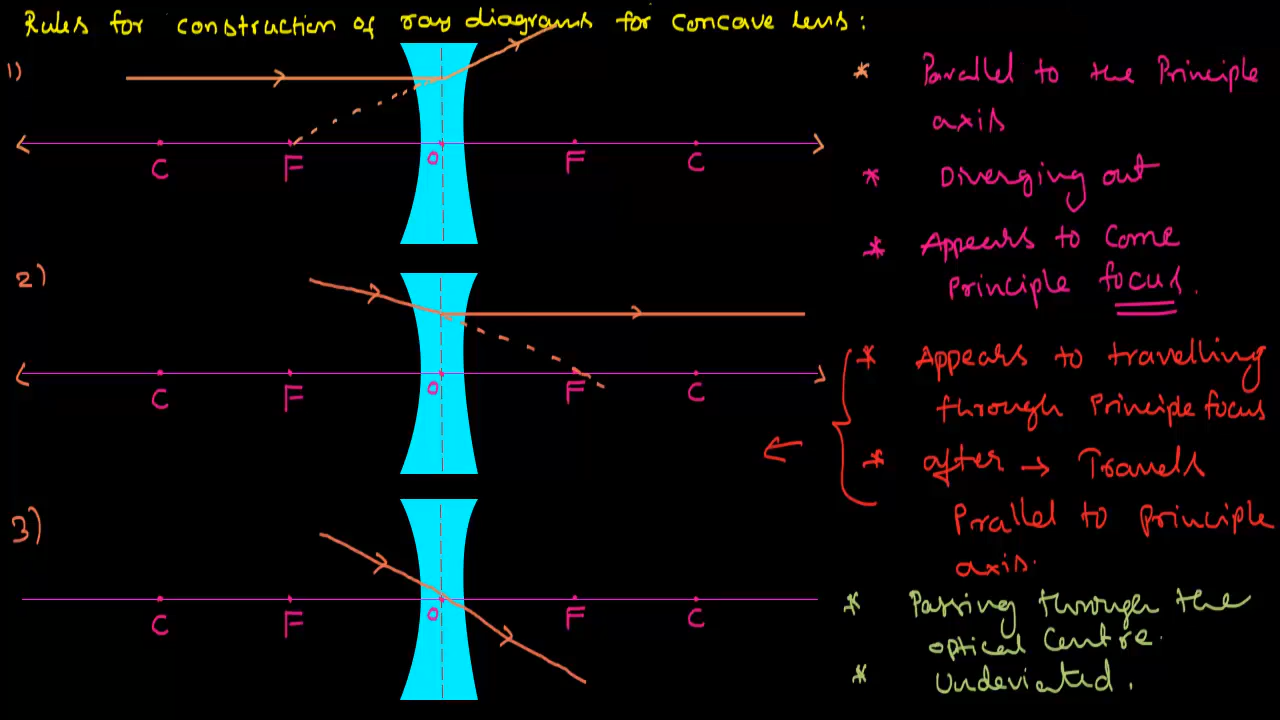 Rules for construction of ray diagrams for concave lens :
1)
C F O F C
* Parallel to the Principle
axis
* Diverging out
* Appears to Come
Principle focus.
2)
C F O F C
* Appears to travelling
through Principle focus
* after → Travells
Prallel to principle
axis.
3)
C F O F C
* Passing through the
optical Centre.
* Undeviated.